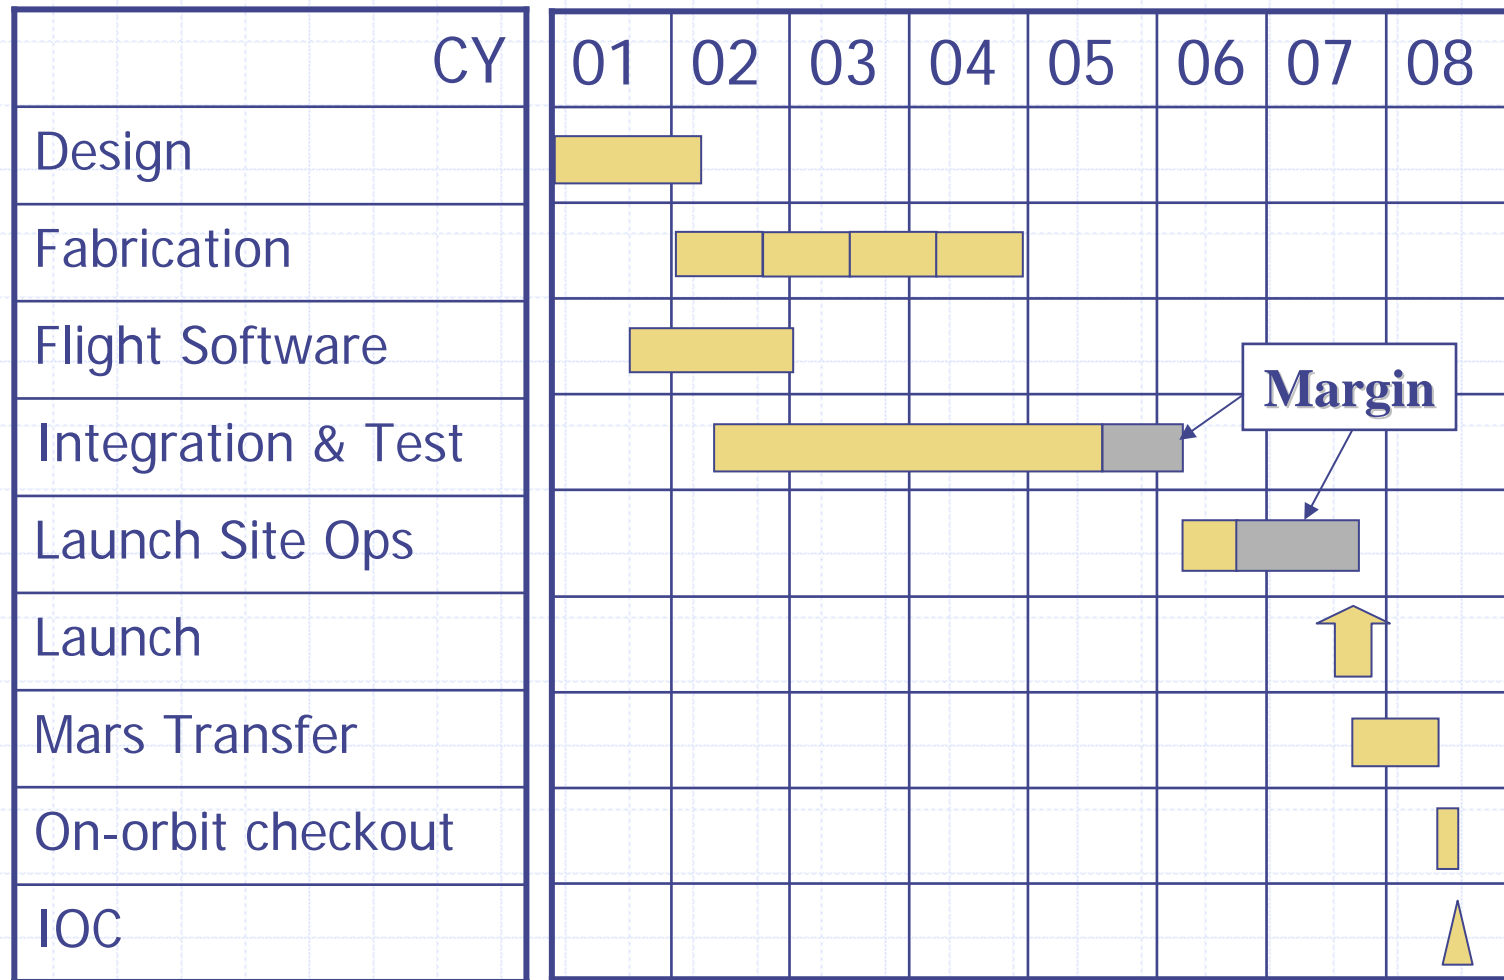 CY 01 02 03 04 05 06 07 08
Design
Fabrication
Flight Software
Margin
Integration & Test
Launch Site Ops
Launch
Mars Transfer
On-orbit checkout
IOC